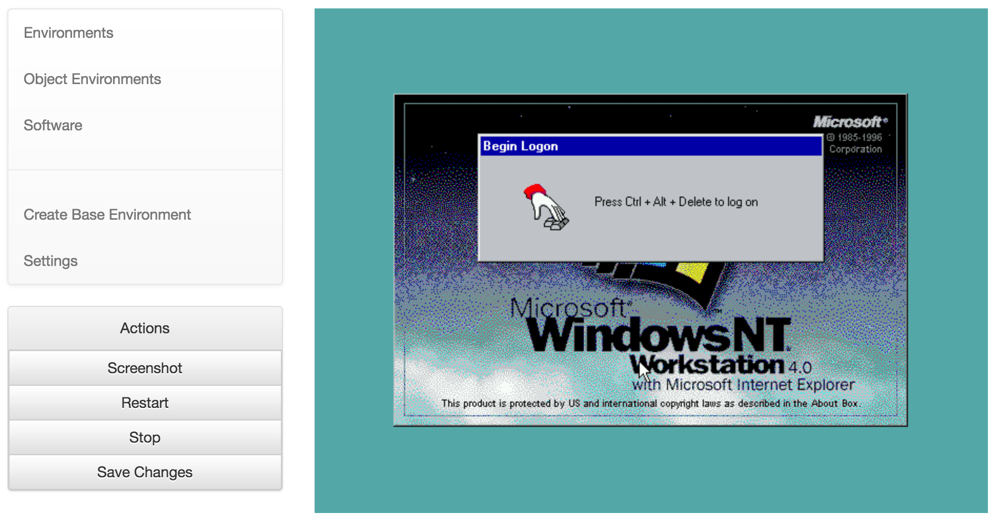 Environments
Object Environments
Software
Create Base Environment
Settings
Actions
Screenshot
Restart
Stop
Save Changes
Microsoft®
© 1985-1996
Corporation
Begin Logon
Press Ctrl + Alt + Delete to log on
Microsoft®
WindowsNT®
Workstation 4.0
with Microsoft Internet Explorer
This product is protected by US and international copyright laws as described in the About Box.